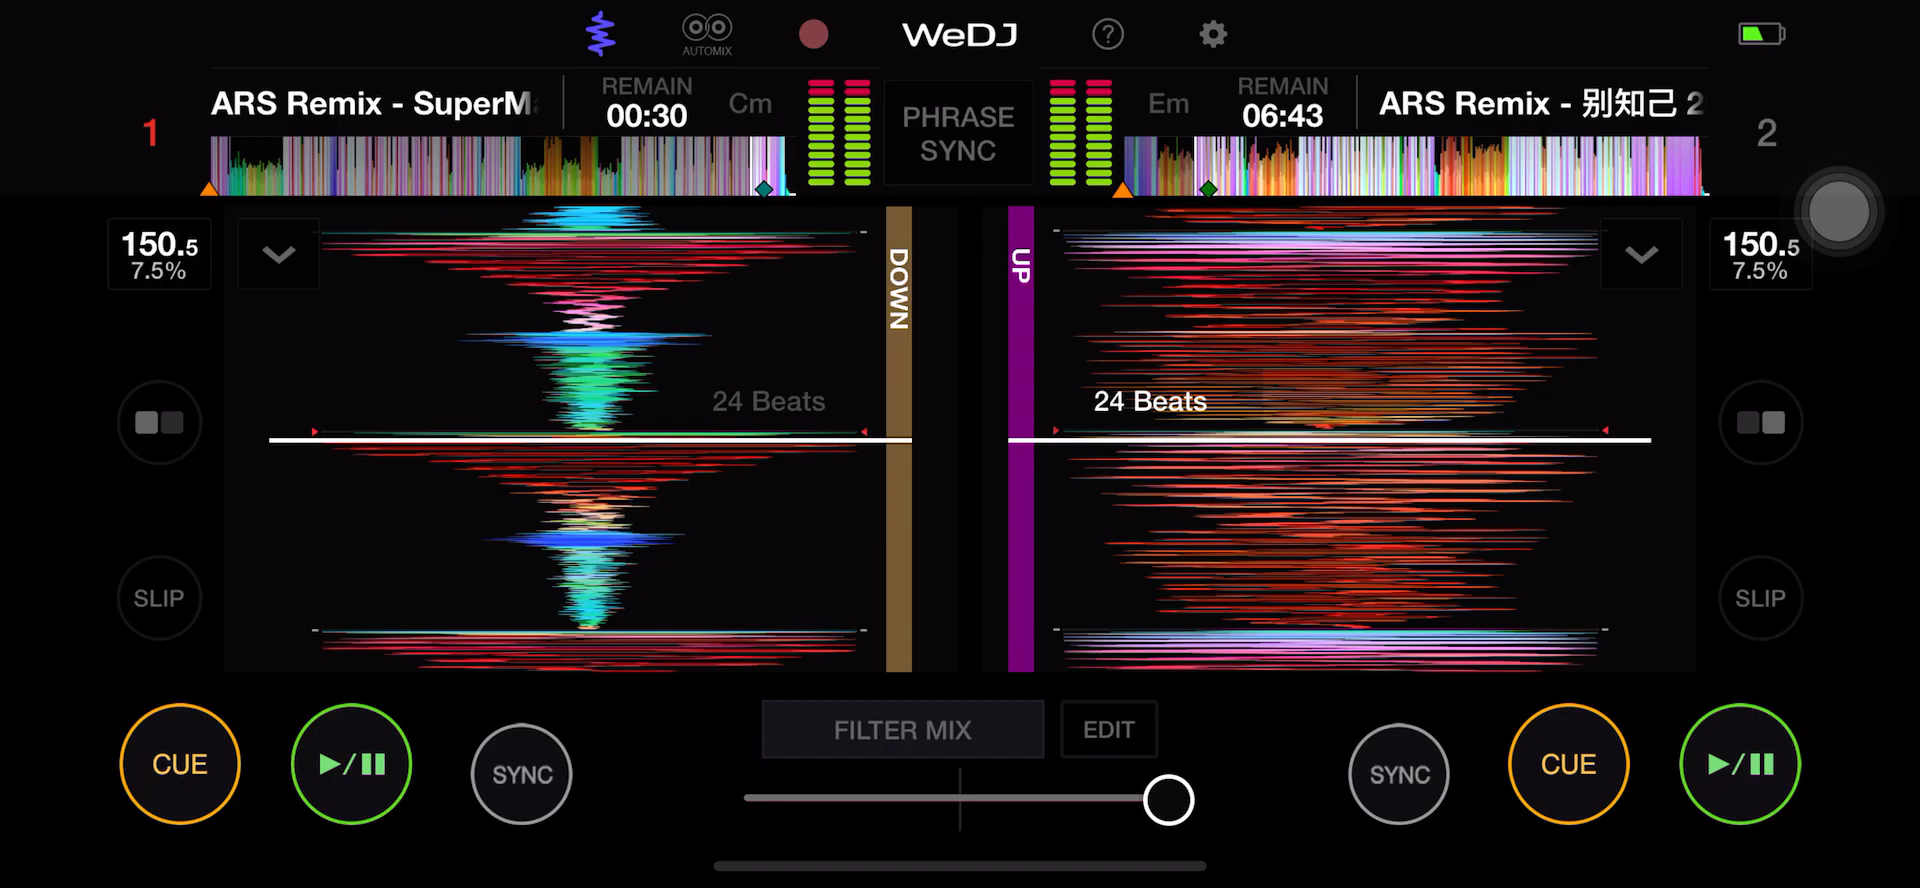 AUTOMIX
WeDJ
?
1
ARS Remix - SuperM
REMAIN
00:30
Cm
PHRASE
SYNC
Em
REMAIN
06:43
ARS Remix - 别知己 2
2
150.5
7.5%
DOWN
UP
150.5
7.5%
24 Beats
24 Beats
SLIP
SLIP
CUE
SYNC
FILTER MIX
EDIT
SYNC
CUE